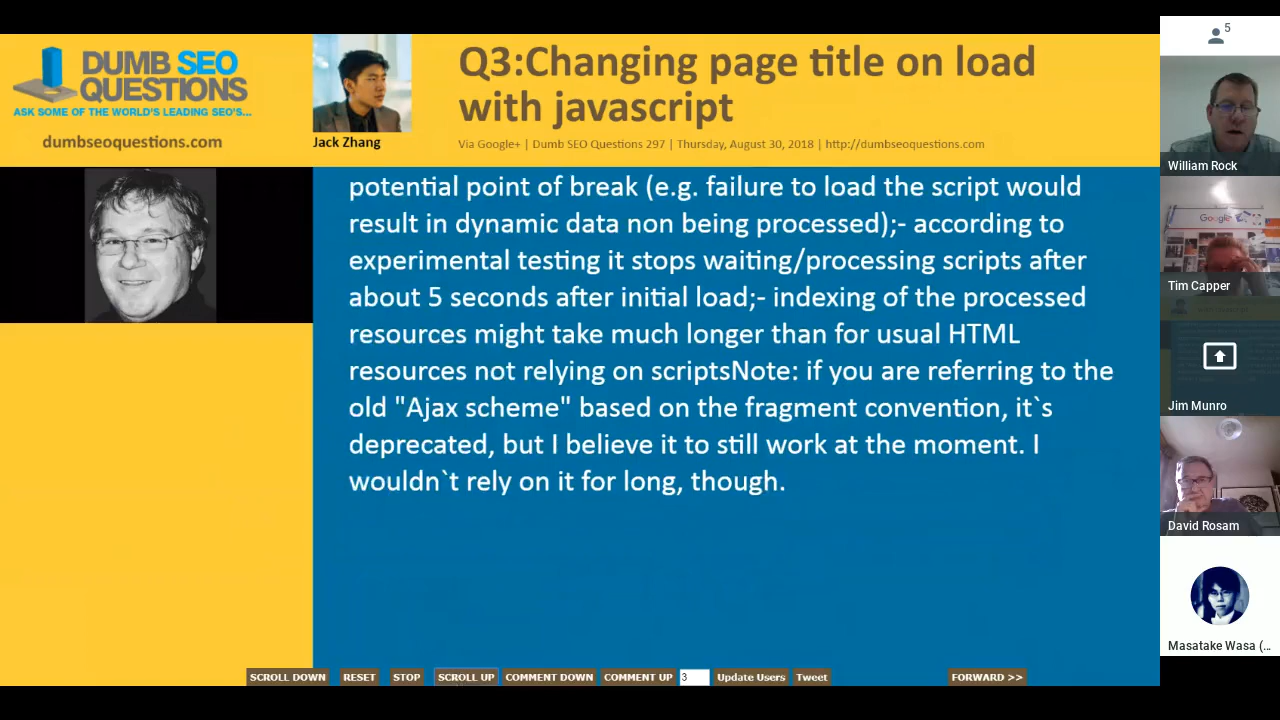 DUMB SEO
QUESTIONS
ASK SOME OF THE WORLD'S LEADING SEO'S...
dumbseoquestions.com
Jack Zhang
Q3:Changing page title on load
with javascript
Via Google+ | Dumb SEO Questions 297 | Thursday, August 30, 2018 | http://dumbseoquestions.com
potential point of break (e.g. failure to load the script would
result in dynamic data non being processed);- according to
experimental testing it stops waiting/processing scripts after
about 5 seconds after initial load;- indexing of the processed
resources might take much longer than for usual HTML
resources not relying on scriptsNote: if you are referring to the
old "Ajax scheme" based on the fragment convention, it`s
deprecated, but I believe it to still work at the moment. I
wouldn`t rely on it for long, though.
SCROLL DOWN RESET STOP SCROLL UP COMMENT DOWN COMMENT UP 3 Update Users Tweet FORWARD >>
5
William Rock
Google
Tim Capper
Jim Munro
David Rosam
Masatake Wasa (...